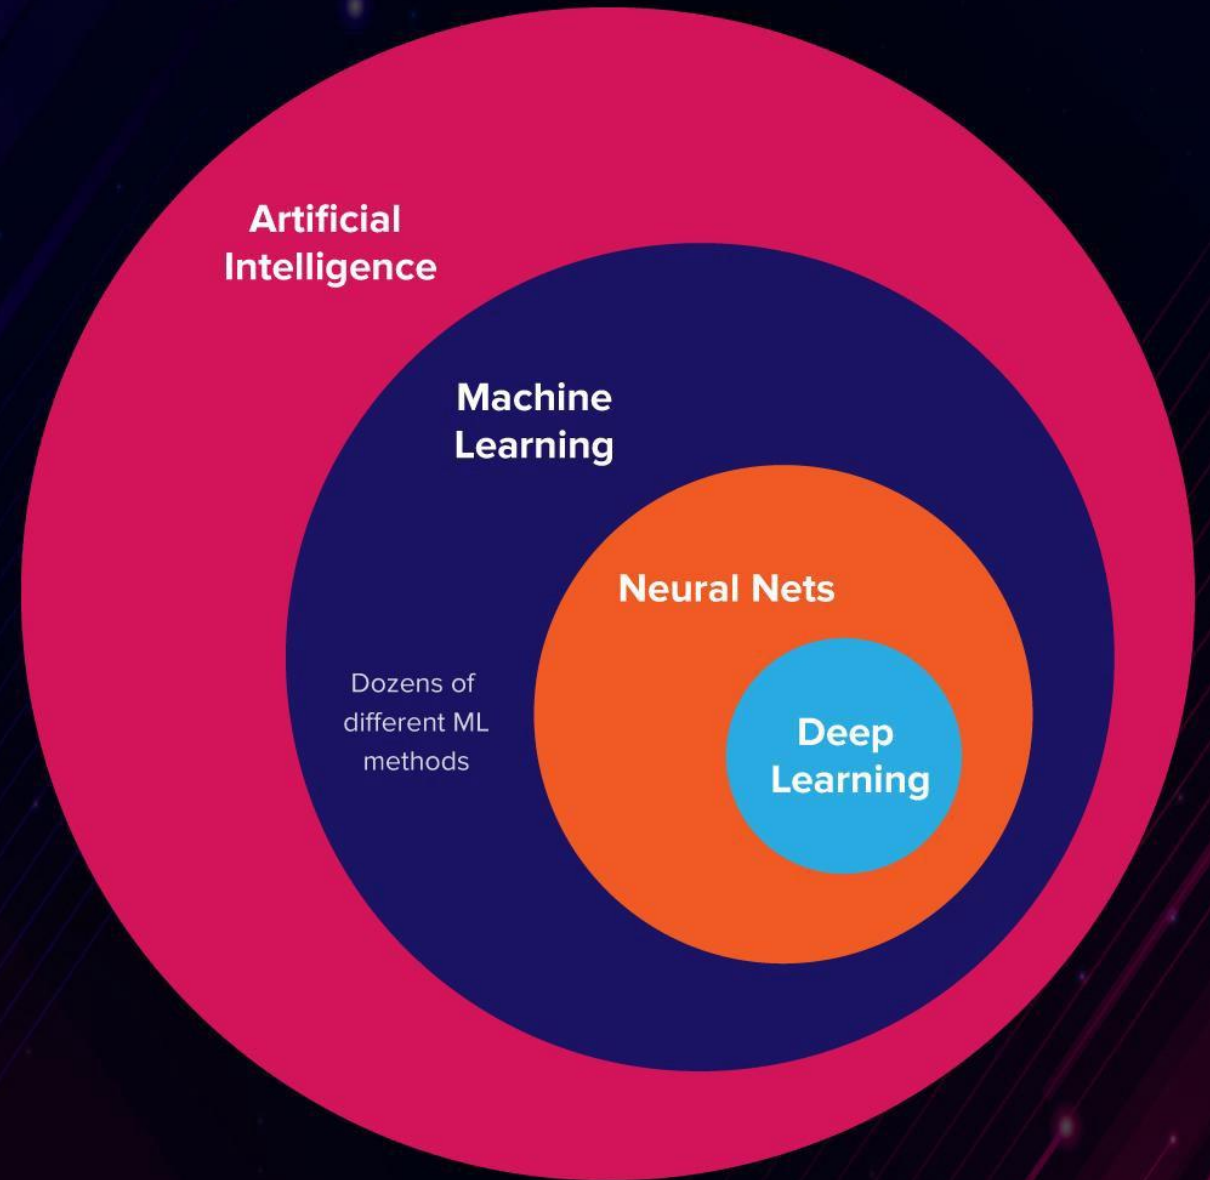 Artificial
Intelligence
Machine
Learning
Neural Nets
Dozens of
different ML
methods
Deep
Learning